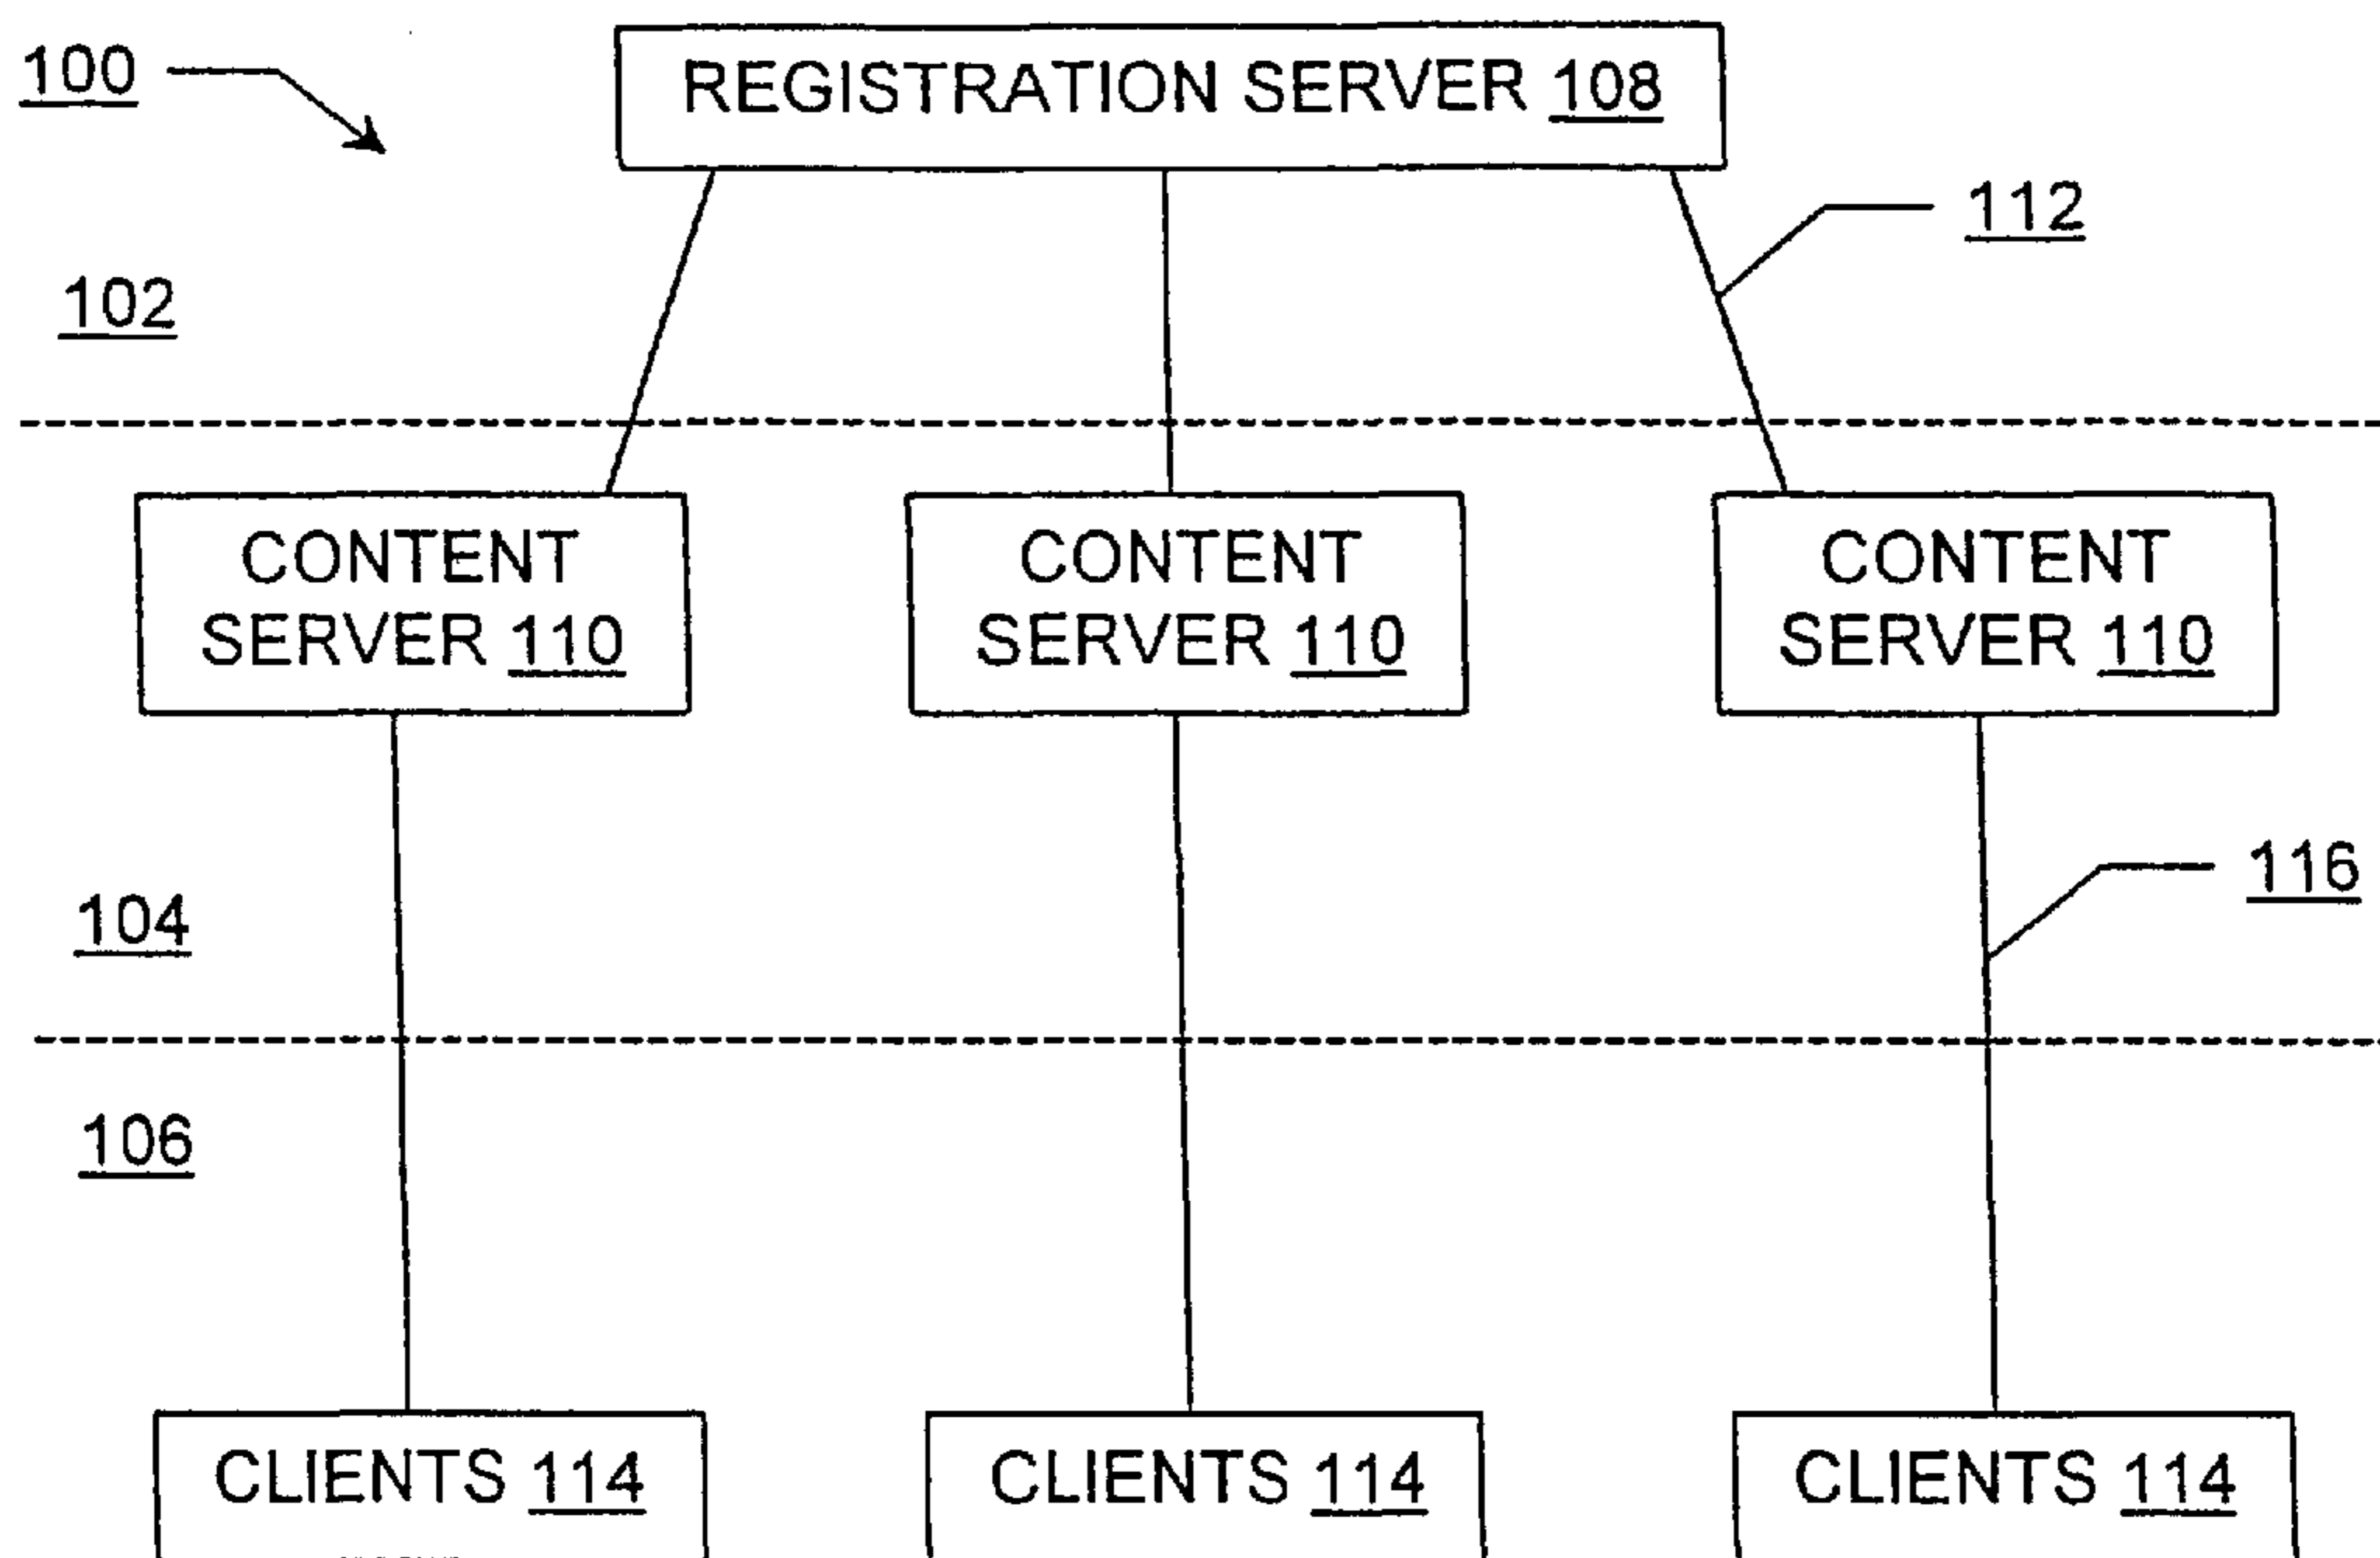 100
REGISTRATION SERVER 108
112
102
CONTENT
SERVER 110
CONTENT
SERVER 110
CONTENT
SERVER 110
116
104
106
CLIENTS 114
CLIENTS 114
CLIENTS 114